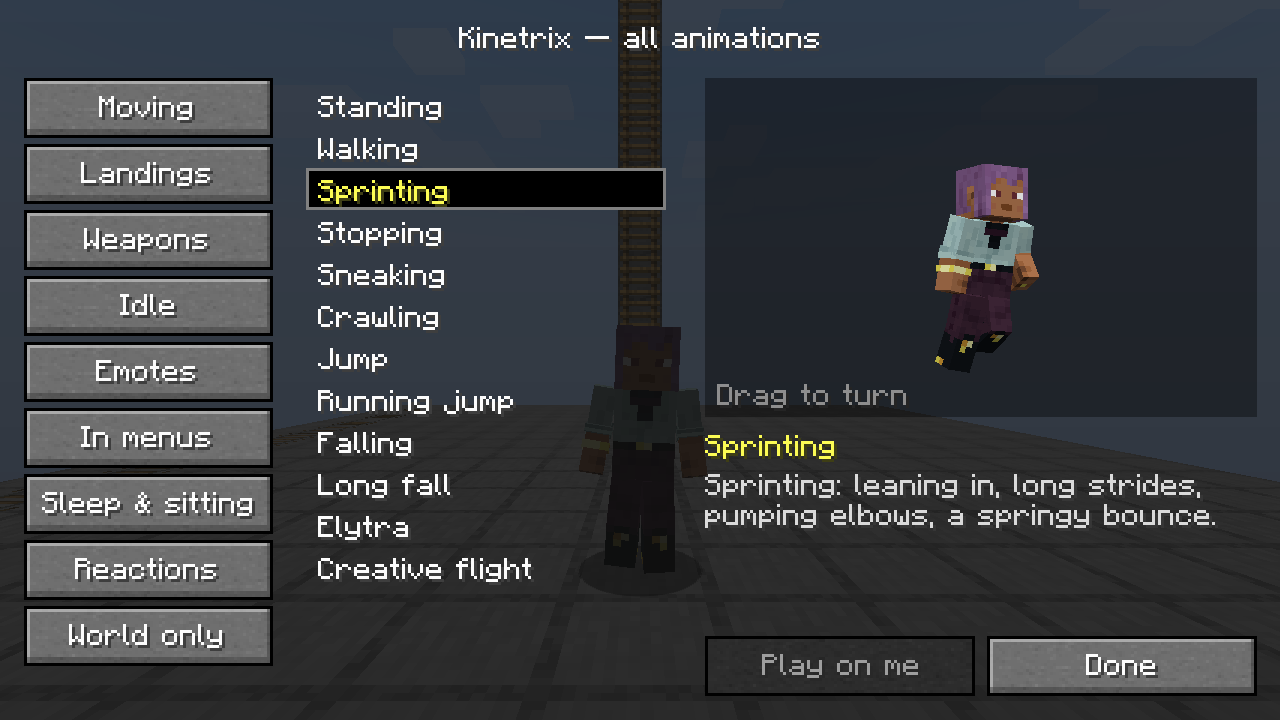 Kinetrix — all animations
Moving
Landings
Weapons
Idle
Emotes
In menus
Sleep & sitting
Reactions
World only
Standing
Walking
Sprinting
Stopping
Sneaking
Crawling
Jump
Running jump
Falling
Long fall
Elytra
Creative flight
Drag to turn
Sprinting
Sprinting: leaning in, long strides,
pumping elbows, a springy bounce.
Play on me
Done